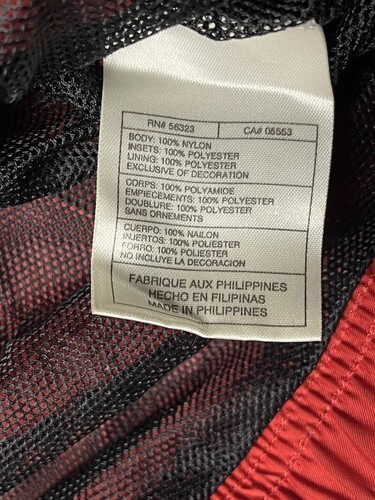 RN# 56323 CA# 05553
BODY: 100% NYLON
INSETS: 100% POLYESTER
LINING: 100% POLYESTER
EXCLUSIVE OF DECORATION
CORPS: 100% POLYAMIDE
EMPIECEMENTS: 100% POLYESTER
DOUBLURE: 100% POLYESTER
SANS ORNEMENTS
CUERPO: 100% NAILON
INJERTOS: 100% POLIESTER
FORRO: 100% POLIESTER
NO INCLUYE LA DECORACION
FABRIQUE AUX PHILIPPINES
HECHO EN FILIPINAS
MADE IN PHILIPPINES